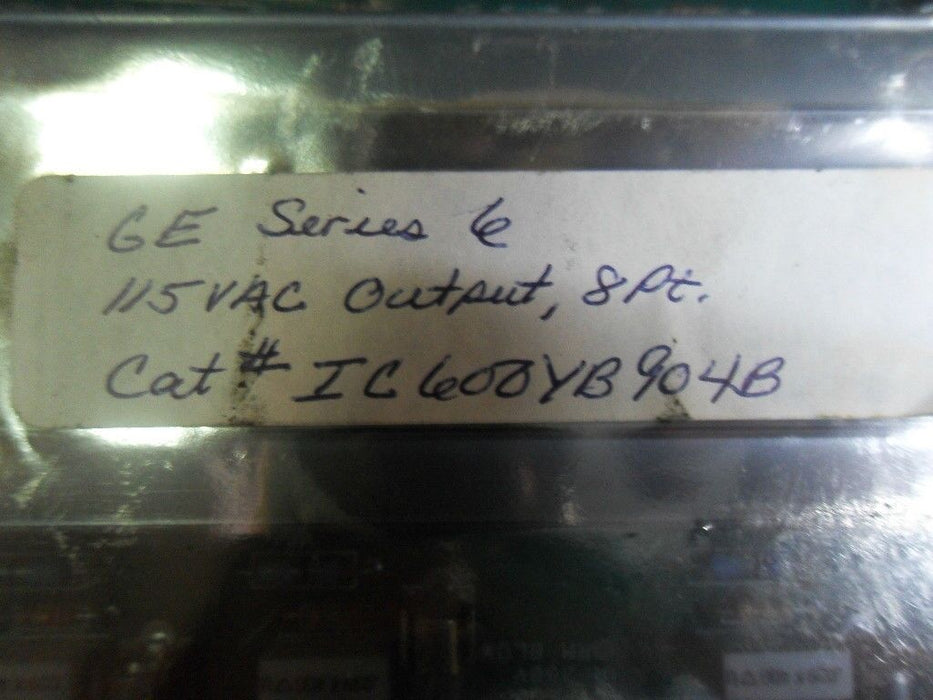 GE Series 6
115VAC Output, 8Pt.
Cat# IC600YB904B